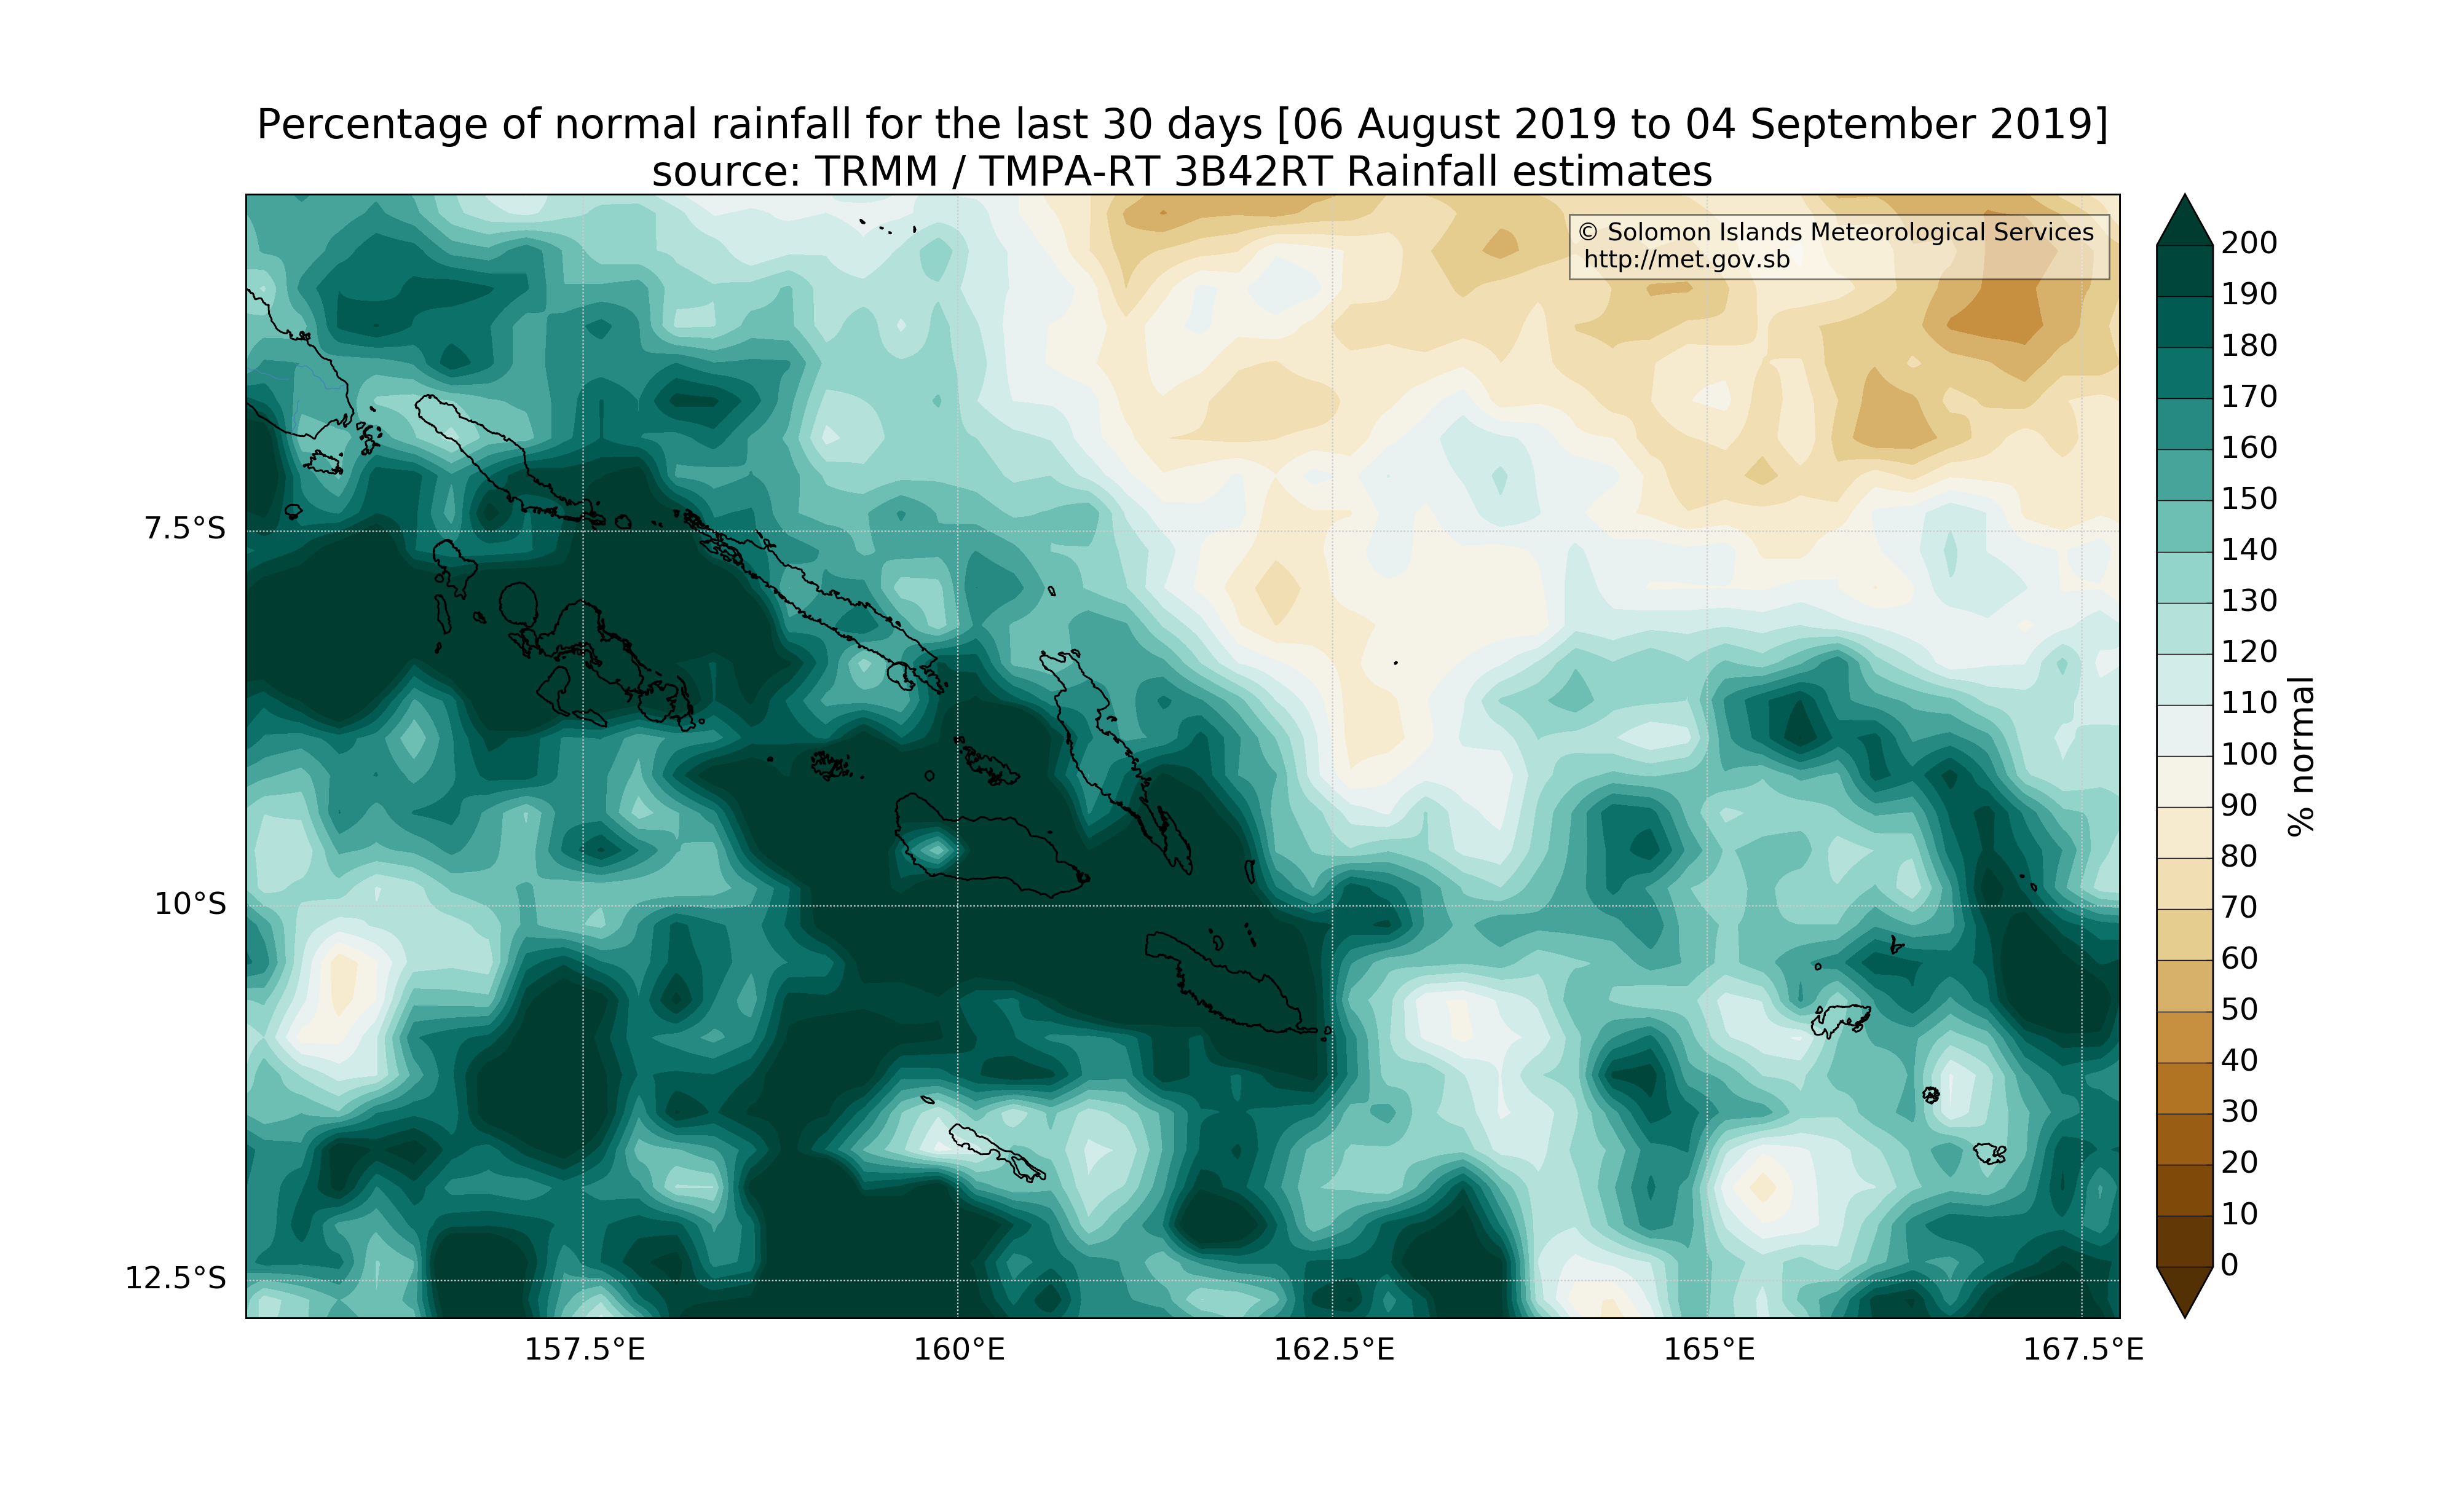 Percentage of normal rainfall for the last 30 days [06 August 2019 to 04 September 2019]
source: TRMM / TMPA-RT 3B42RT Rainfall estimates
© Solomon Islands Meteorological Services
http://met.gov.sb
7.5°S
10°S
12.5°S
157.5°E
160°E
162.5°E
165°E
167.5°E
200
190
180
170
160
150
140
130
120
110
100
90
80
70
60
50
40
30
20
10
0
% normal